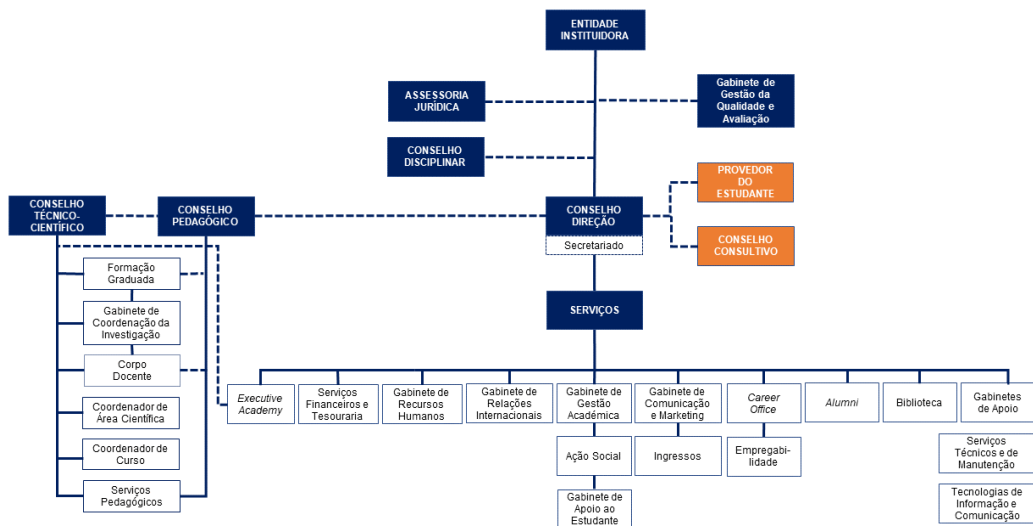 ENTIDADE
INSTITUIDORA
ASSESSORIA
JURÍDICA
Gabinete de
Gestão da
Qualidade e
Avaliação
CONSELHO
DISCIPLINAR
PROVEDOR
DO
ESTUDANTE
CONSELHO
TÉCNICO-
CIENTÍFICO
CONSELHO
PEDAGÓGICO
CONSELHO
DIREÇÃO
Secretariado
CONSELHO
CONSULTIVO
Formação
Graduada
Gabinete de
Coordenação da
Investigação
Corpo
Docente
Coordenador de
Área Científica
Coordenador de
Curso
Serviços
Pedagógicos
SERVIÇOS
Executive
Academy
Serviços
Financeiros e
Tesouraria
Gabinete de
Recursos
Humanos
Gabinete de
Relações
Internacionais
Gabinete de
Gestão
Académica
Gabinete de
Comunicação
e Marketing
Career
Office
Alumni
Biblioteca
Gabinetes
de Apoio
Ação Social
Ingressos
Empregabi-
lidade
Serviços
Técnicos e de
Manutenção
Gabinete de
Apoio ao
Estudante
Tecnologias de
Informação e
Comunicação